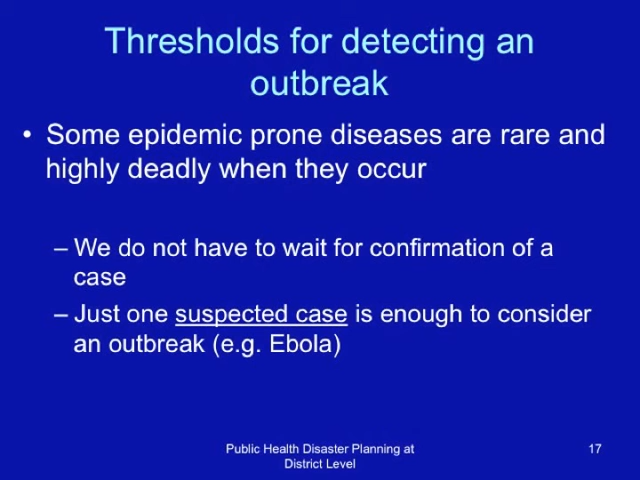 Thresholds for detecting an
outbreak
• Some epidemic prone diseases are rare and
highly deadly when they occur
– We do not have to wait for confirmation of a
case
– Just one suspected case is enough to consider
an outbreak (e.g. Ebola)
Public Health Disaster Planning at
District Level
17